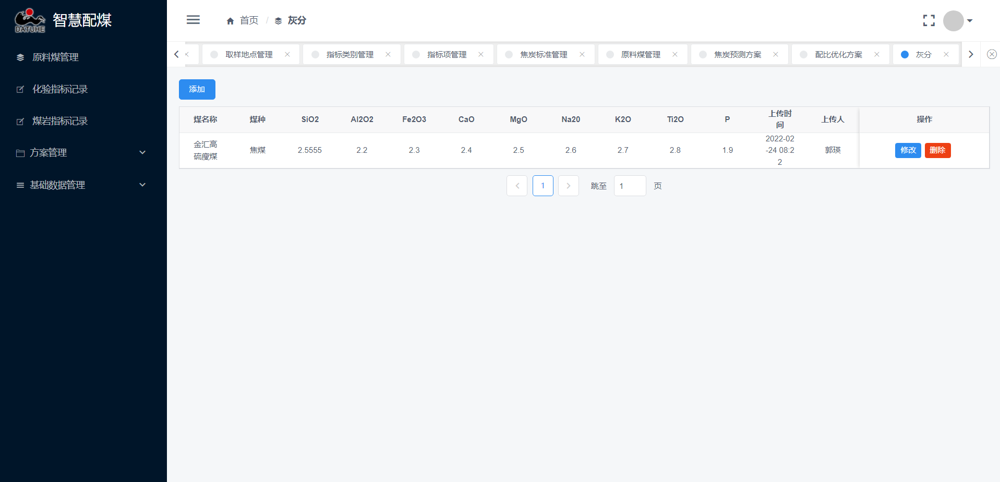 DATUHE
智慧配煤
原料煤管理
化验指标记录
煤岩指标记录
方案管理
基础数据管理
首页 / 灰分
取样地点管理 指标类别管理 指标项管理 焦炭标准管理 原料煤管理 焦炭预测方案 配比优化方案 灰分
添加
煤名称 煤种 SiO2 Al2O2 Fe2O3 CaO MgO Na20 K2O Ti2O P 上传时间 上传人 操作
金汇高硫瘦煤 焦煤 2.5555 2.2 2.3 2.4 2.5 2.6 2.7 2.8 1.9 2022-02-24 08:22 郭瑛 修改 删除
1 跳至 1 页